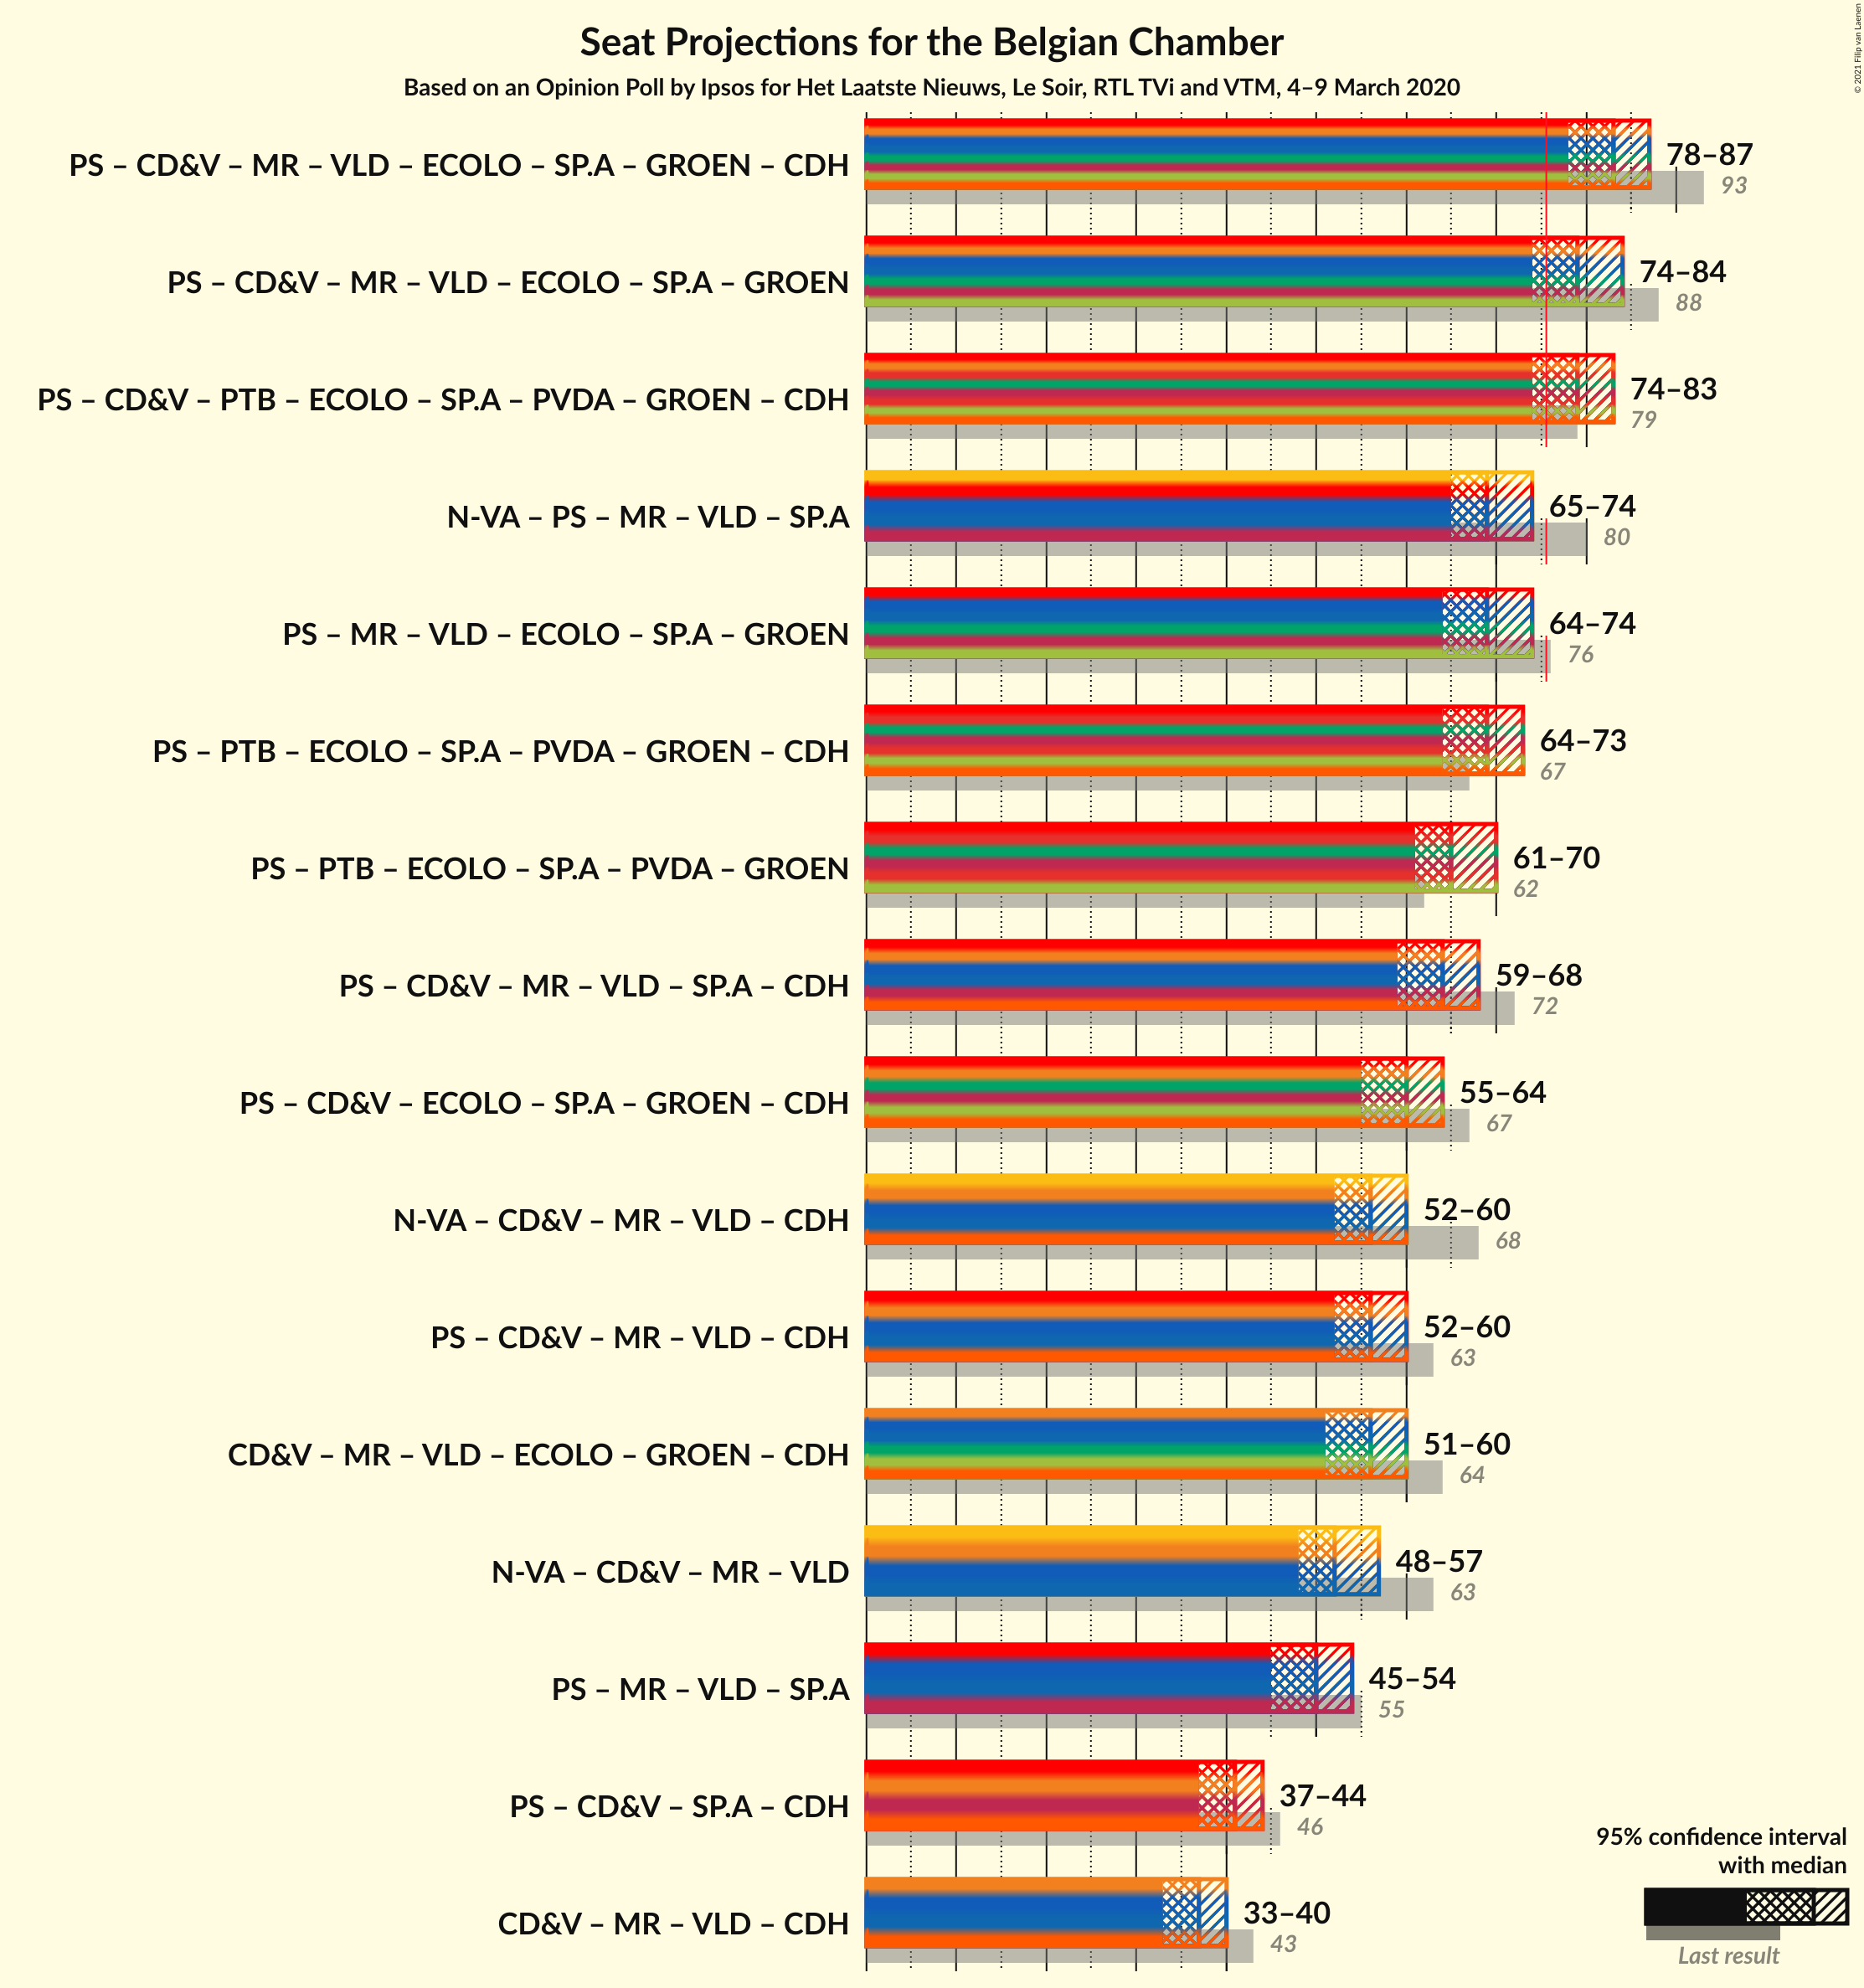 Seat Projections for the Belgian Chamber
Based on an Opinion Poll by Ipsos for Het Laatste Nieuws, Le Soir, RTL TVi and VTM, 4–9 March 2020
© 2021 Filip van Laenen
PS – CD&V – MR – VLD – ECOLO – SP.A – GROEN – CDH
78–87
93
PS – CD&V – MR – VLD – ECOLO – SP.A – GROEN
74–84
88
PS – CD&V – PTB – ECOLO – SP.A – PVDA – GROEN – CDH
74–83
79
N-VA – PS – MR – VLD – SP.A
65–74
80
PS – MR – VLD – ECOLO – SP.A – GROEN
64–74
76
PS – PTB – ECOLO – SP.A – PVDA – GROEN – CDH
64–73
67
PS – PTB – ECOLO – SP.A – PVDA – GROEN
61–70
62
PS – CD&V – MR – VLD – SP.A – CDH
59–68
72
PS – CD&V – ECOLO – SP.A – GROEN – CDH
55–64
67
N-VA – CD&V – MR – VLD – CDH
52–60
68
PS – CD&V – MR – VLD – CDH
52–60
63
CD&V – MR – VLD – ECOLO – GROEN – CDH
51–60
64
N-VA – CD&V – MR – VLD
48–57
63
PS – MR – VLD – SP.A
45–54
55
PS – CD&V – SP.A – CDH
37–44
46
CD&V – MR – VLD – CDH
33–40
43
95% confidence interval
with median
Last result